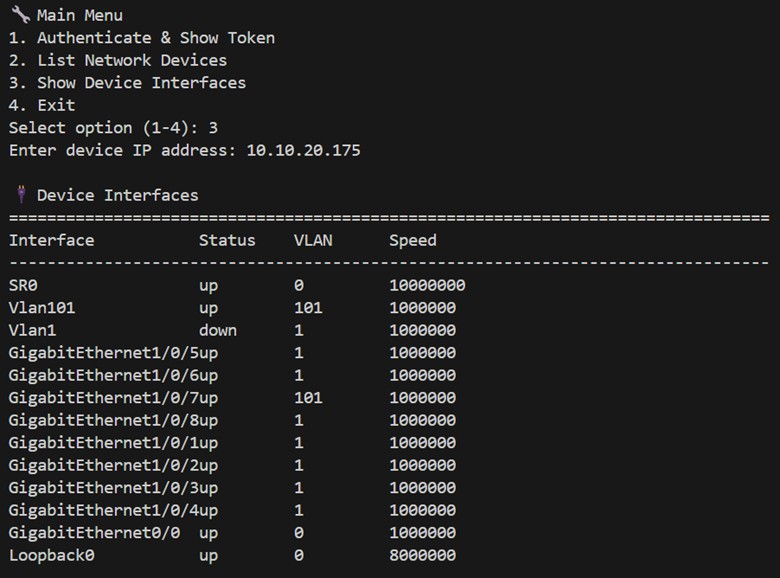 🔧 Main Menu
1. Authenticate & Show Token
2. List Network Devices
3. Show Device Interfaces
4. Exit
Select option (1-4): 3
Enter device IP address: 10.10.20.175
🔌 Device Interfaces
================================================================================
Interface           Status    VLAN      Speed
--------------------------------------------------------------------------------
SR0                 up        0         10000000
Vlan101             up        101       1000000
Vlan1               down      1         1000000
GigabitEthernet1/0/5up        1         1000000
GigabitEthernet1/0/6up        1         1000000
GigabitEthernet1/0/7up        101       1000000
GigabitEthernet1/0/8up        1         1000000
GigabitEthernet1/0/1up        1         1000000
GigabitEthernet1/0/2up        1         1000000
GigabitEthernet1/0/3up        1         1000000
GigabitEthernet1/0/4up        1         1000000
GigabitEthernet0/0  up        0         1000000
Loopback0           up        0         8000000